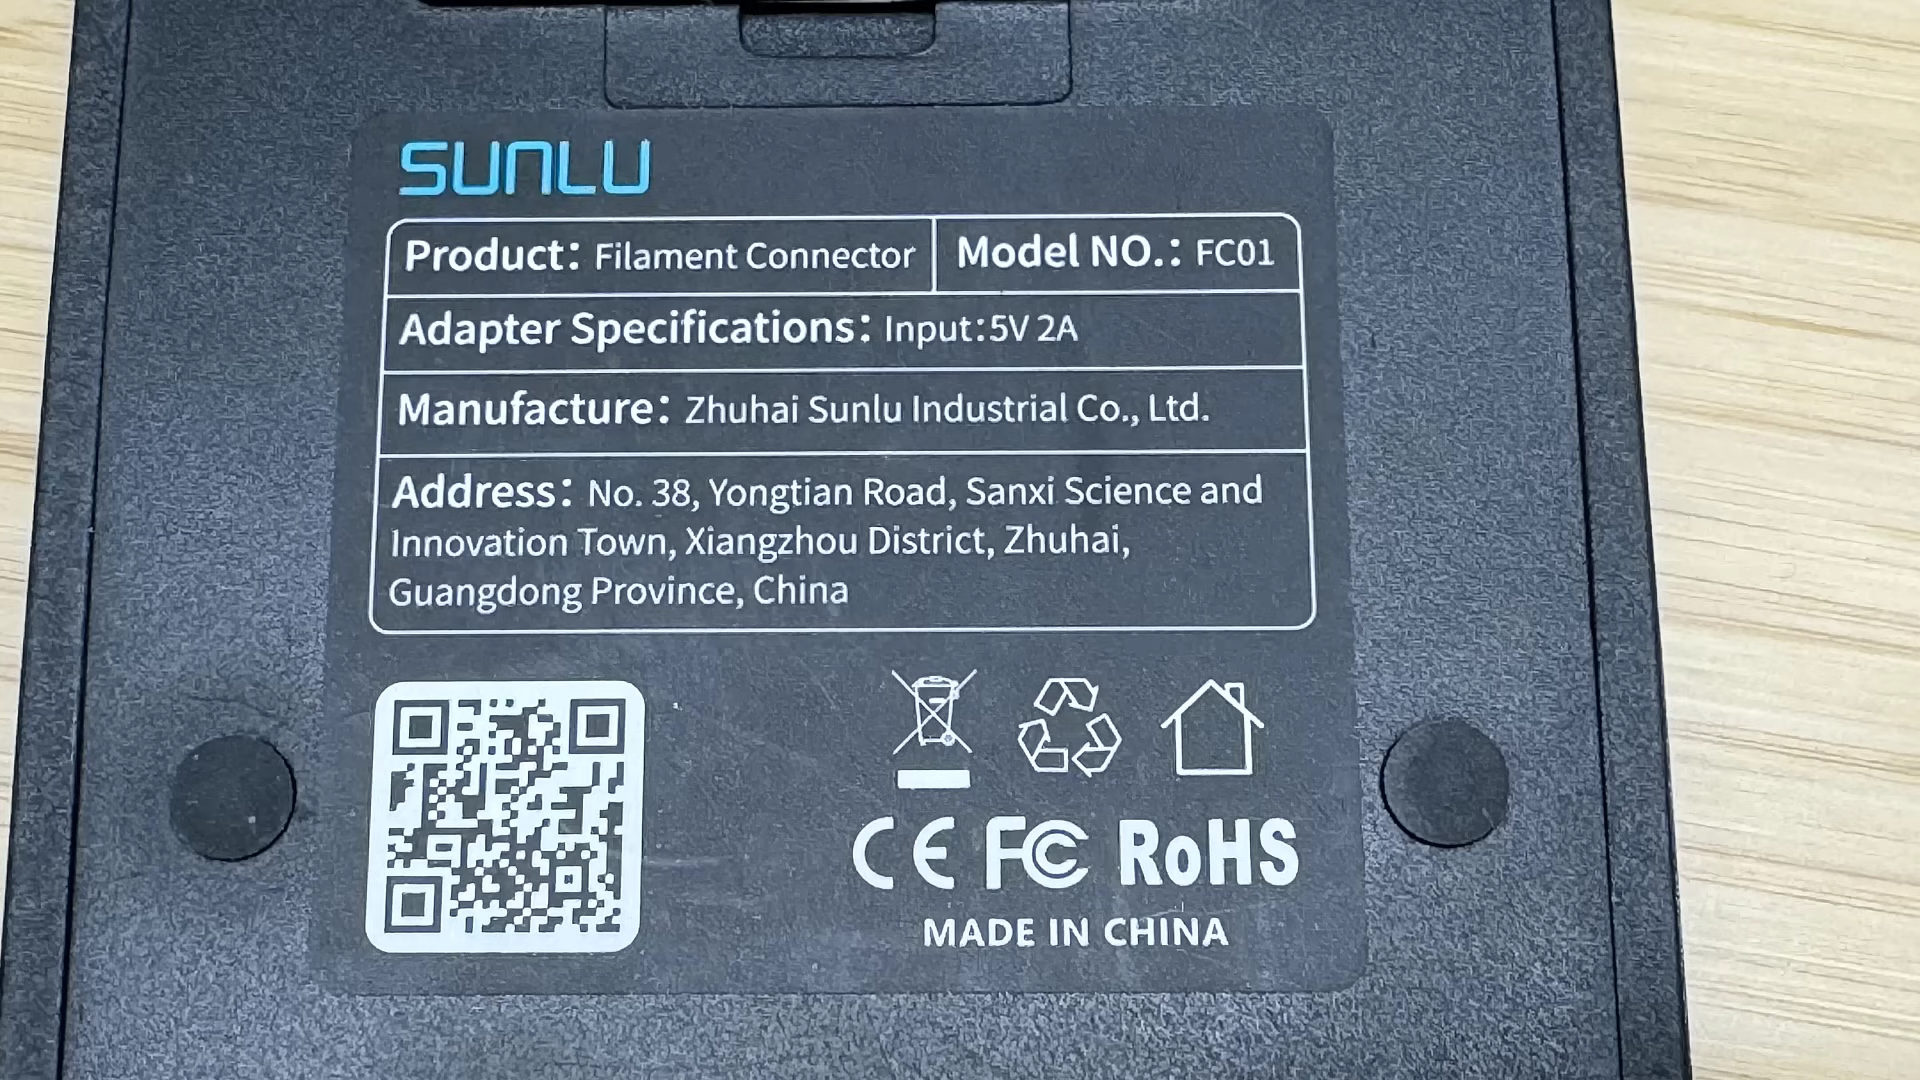 SUNLU
Product: Filament Connector
Model NO.: FC01
Adapter Specifications: Input:5V 2A
Manufacture: Zhuhai Sunlu Industrial Co., Ltd.
Address: No. 38, Yongtian Road, Sanxi Science and
Innovation Town, Xiangzhou District, Zhuhai,
Guangdong Province, China
CE FC RoHS
MADE IN CHINA